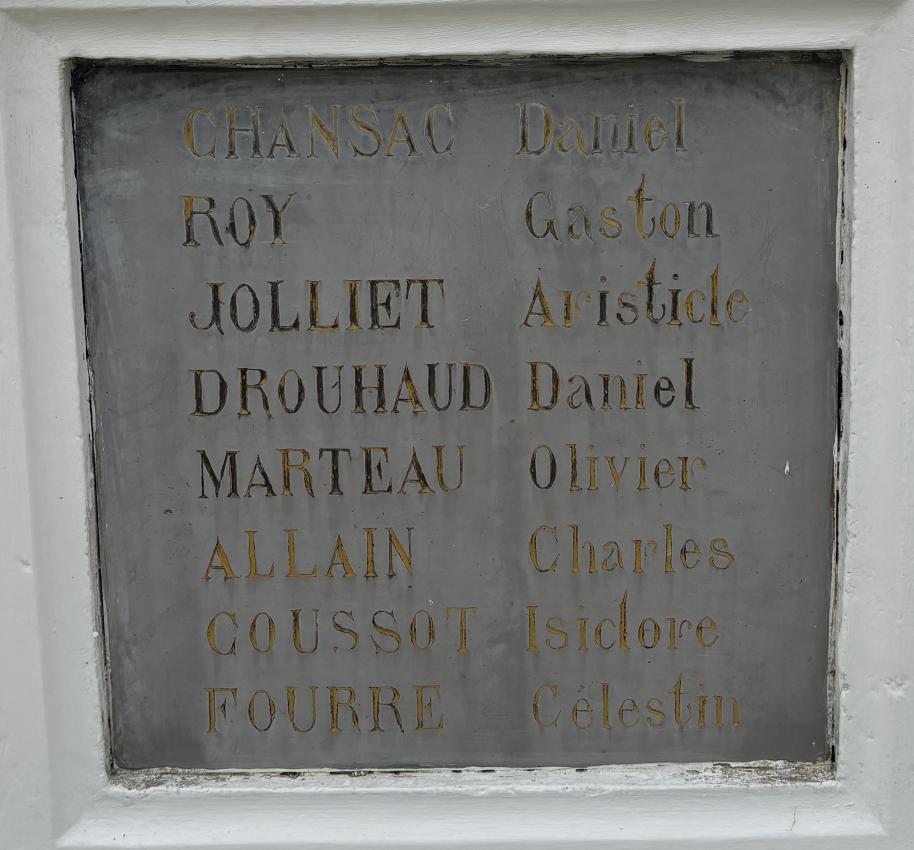 CHANSAC Daniel
ROY Gaston
JOLLIET Aristide
DROUHAUD Daniel
MARTEAU Olivier
ALLAIN Charles
COUSSOT Isidore
FOURRE Célestin